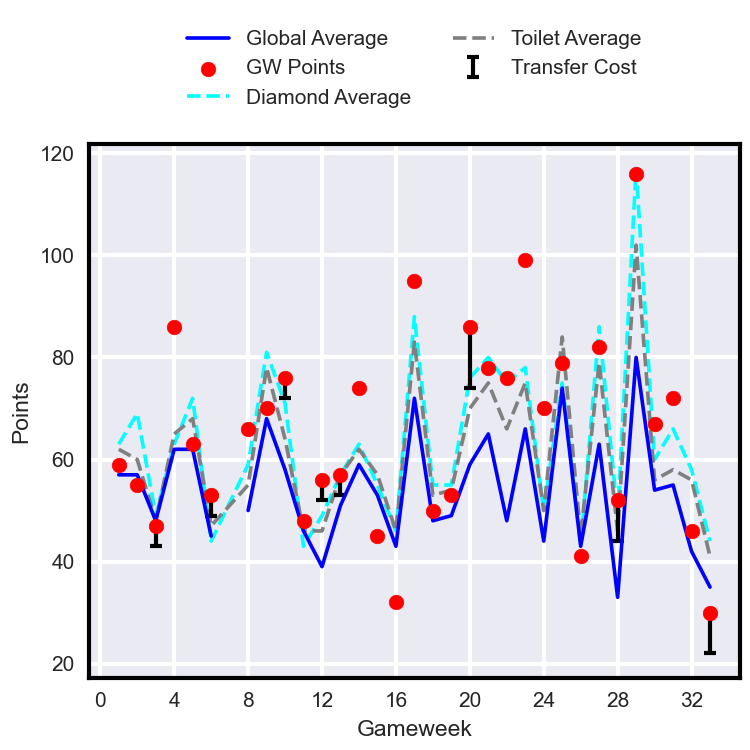 Global Average
GW Points
Diamond Average
Toilet Average
Transfer Cost
120
100
80
60
40
20
Points
0 4 8 12 16 20 24 28 32
Gameweek